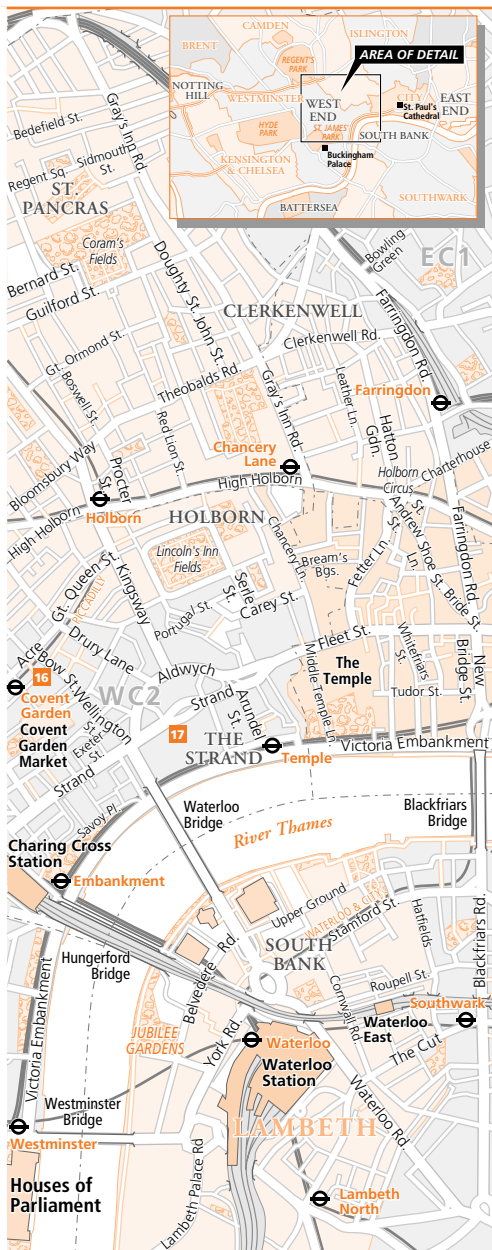 CAMDEN
ISLINGTON
BRENT
REGENT'S
PARK
AREA OF DETAIL
NOTTING
HILL
WESTMINSTER
WEST
END
CITY
St. Paul's
Cathedral
EAST
END
HYDE
PARK
ST. JAMES'
PARK
SOUTH BANK
KENSINGTON
& CHELSEA
Buckingham
Palace
BATTERSEA
SOUTHWARK
Bedefield St.
Gray's Inn Rd
Sidmouth
St.
Regent Sq.
ST.
PANCRAS
Coram's
Fields
Bernard St.
Guilford St.
Doughty St.
John St.
Bowling
Green
EC1
CLERKENWELL
Clerkenwell Rd.
Farringdon Rd.
Gt. Ormond St.
Boswell St.
Theobalds Rd.
Gray's Inn Rd.
Leather Ln.
Hatton
Gdn.
Farringdon
Red Lion St.
Bloomsbury Way
Procter
St.
Chancery
Lane
High Holborn
Holborn
Circus
Charterhouse
High Holborn
Holborn
HOLBORN
Lincoln's Inn
Fields
Chancery Ln.
Bream's
Bgs.
Fetter Ln.
St.
Andrew
St.
Shoe
Ln.
Farringdon Rd.
Gt. Queen St.
PICCADILLY
Kingsway
Serle
St.
Carey St.
Portugal St.
St. Bride St.
Drury Lane
Aldwych
Fleet St.
Acre
16
Bow St.
Wellington
St.
WC2
Covent
Garden
Covent
Garden
Market
Exeter
St.
Strand
Arundel
St.
Middle Temple Ln.
The
Temple
Whitefriars
St.
Tudor St.
New
Bridge St.
17
THE
STRAND
Temple
Victoria Embankment
Strand
Savoy Pl.
Waterloo
Bridge
River Thames
Blackfriars
Bridge
Charing Cross
Station
Embankment
Upper Ground
WATERLOO & CITY
Stamford St.
Hatfields
Blackfriars Rd.
SOUTH
BANK
Hungerford
Bridge
Belvedere Rd.
Roupell St.
Cornwall Rd
Southwark
Victoria Embankment
JUBILEE
GARDENS
York Rd.
Waterloo
Waterloo
Station
Waterloo
East
The Cut
Waterloo Rd.
Westminster
Bridge
Westminster
LAMBETH
Houses of
Parliament
Lambeth Palace Rd
Lambeth
North